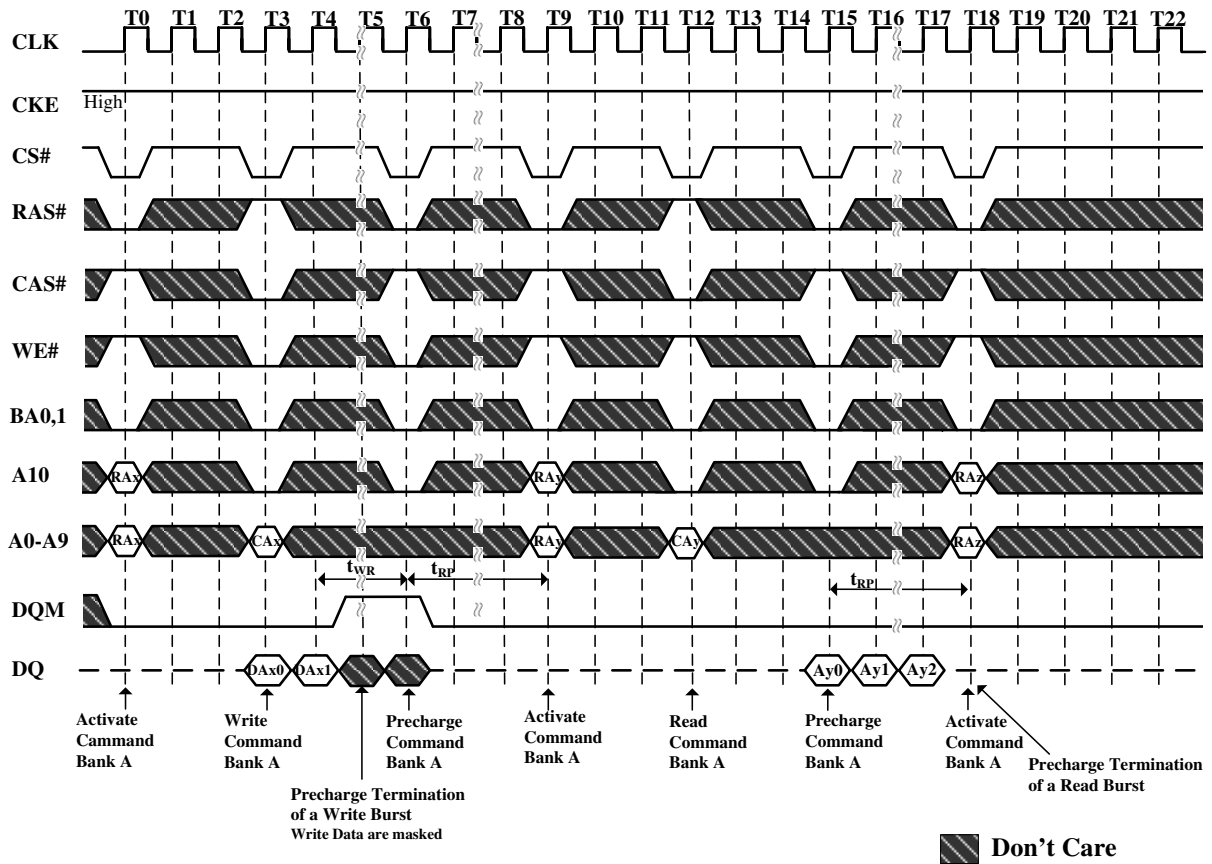 T0 T1 T2 T3 T4 T5 T6 T7 T8 T9 T10 T11 T12 T13 T14 T15 T16 T17 T18 T19 T20 T21 T22
CLK
CKE High
CS#
RAS#
CAS#
WE#
BA0,1
A10 RAx RAy RAz
A0-A9 RAx CAx RAy CAy RAz
tWR tRP tRP
DQM
DQ DAx0 DAx1 Ay0 Ay1 Ay2
Activate
Cammand
Bank A
Write
Command
Bank A
Precharge
Command
Bank A
Activate
Command
Bank A
Read
Command
Bank A
Precharge
Command
Bank A
Activate
Command
Bank A
Precharge Termination
of a Read Burst
Precharge Termination
of a Write Burst
Write Data are masked
Don't Care